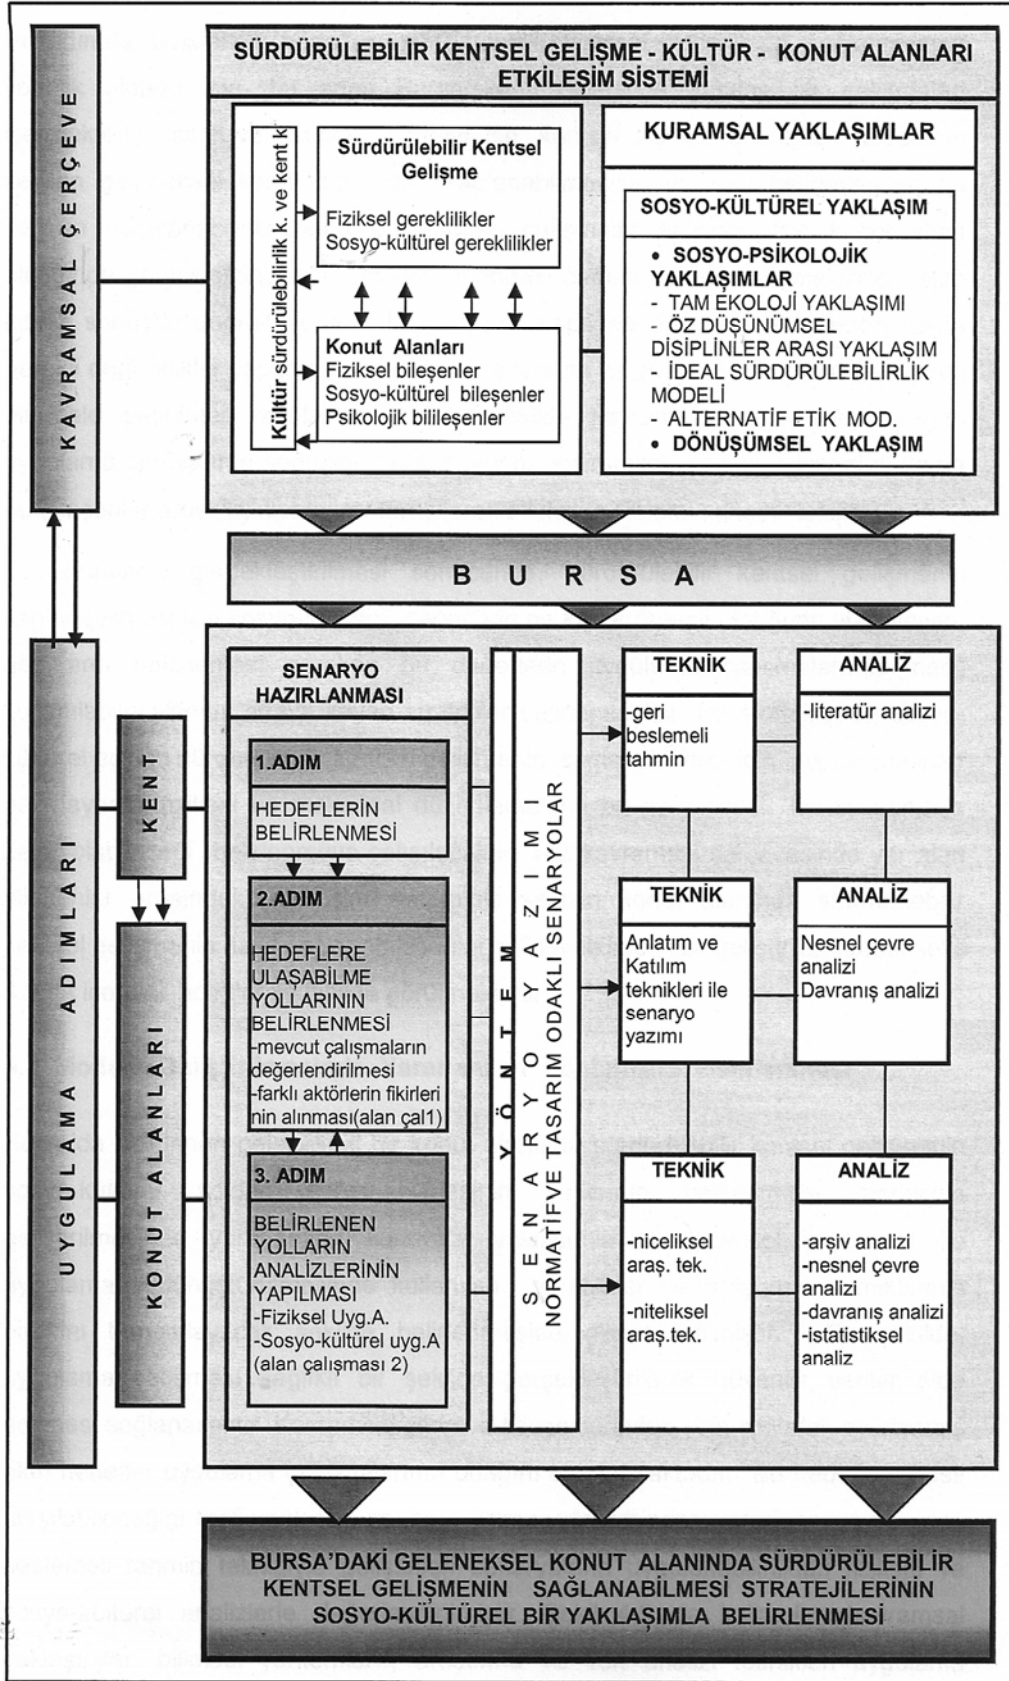 SÜRDÜRÜLEBİLİR KENTSEL GELİŞME - KÜLTÜR - KONUT ALANLARI
ETKİLEŞİM SİSTEMİ
KAVRAMSAL ÇERÇEVE
Kültür sürdürülebilirlik k. ve kent k
Sürdürülebilir Kentsel
Gelişme
Fiziksel gereklilikler
Sosyo-kültürel gereklilikler
Konut Alanları
Fiziksel bileşenler
Sosyo-kültürel bileşenler
Psikolojik bilileşenler
KURAMSAL YAKLAŞIMLAR
SOSYO-KÜLTÜREL YAKLAŞIM
• SOSYO-PSİKOLOJİK
YAKLAŞIMLAR
- TAM EKOLOJİ YAKLAŞIMI
- ÖZ DÜŞÜNÜMSEL
DİSİPLİNLER ARASI YAKLAŞIM
- İDEAL SÜRDÜRÜLEBİLİRLİK
MODELİ
- ALTERNATİF ETİK MOD.
• DÖNÜŞÜMSEL YAKLAŞIM
BURSA
UYGULAMA ADIMLARI
KENT
KONUT ALANLARI
SENARYO
HAZIRLANMASI
1.ADIM
HEDEFLERİN
BELİRLENMESİ
2.ADIM
HEDEFLERE
ULAŞABİLME
YOLLARININ
BELİRLENMESİ
-mevcut çalışmaların
değerlendirilmesi
-farklı aktörlerin fikirleri
nin alınması(alan çal1)
3. ADIM
BELİRLENEN
YOLLARIN
ANALİZLERİNİN
YAPILMASI
-Fiziksel Uyg.A.
-Sosyo-kültürel uyg.A
(alan çalışması 2)
YÖNTEM
SENARYO YAZIMI
NORMATİFVE TASARIM ODAKLI SENARYOLAR
TEKNİK
-geri
beslemeli
tahmin
ANALİZ
-literatür analizi
TEKNİK
Anlatım ve
Katılım
teknikleri ile
senaryo
yazımı
ANALİZ
Nesnel çevre
analizi
Davranış analizi
TEKNİK
-niceliksel
araş. tek.
-niteliksel
araş.tek.
ANALİZ
-arşiv analizi
-nesnel çevre
analizi
-davranış analizi
-istatistiksel
analiz
BURSA'DAKİ GELENEKSEL KONUT ALANINDA SÜRDÜRÜLEBİLİR
KENTSEL GELİŞMENİN SAĞLANABİLMESİ STRATEJİLERİNİN
SOSYO-KÜLTÜREL BİR YAKLAŞIMLA BELİRLENMESİ